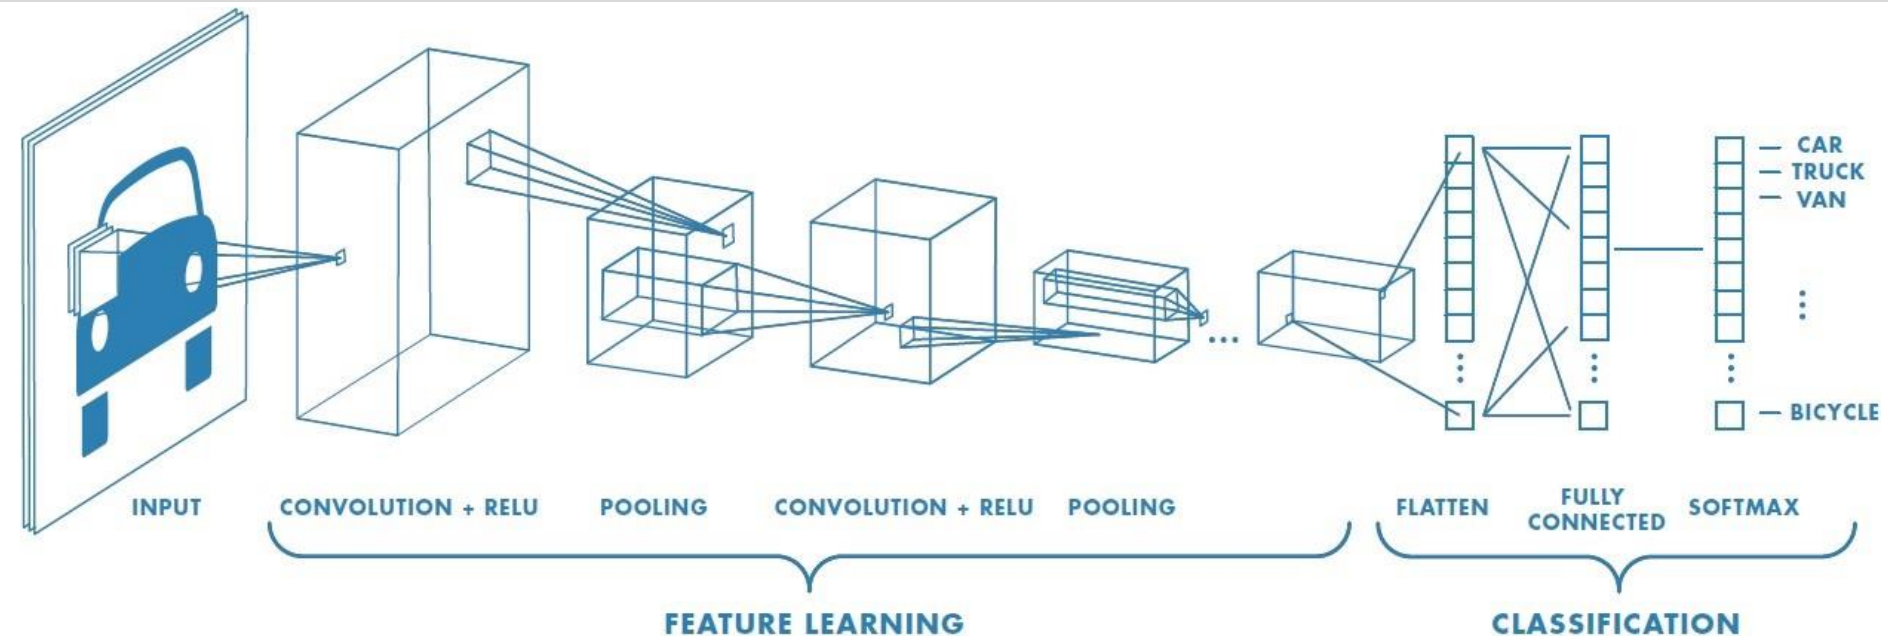 CAR
TRUCK
VAN
BICYCLE
INPUT
CONVOLUTION + RELU
POOLING
CONVOLUTION + RELU
POOLING
FLATTEN
FULLY
CONNECTED
SOFTMAX
FEATURE LEARNING
CLASSIFICATION